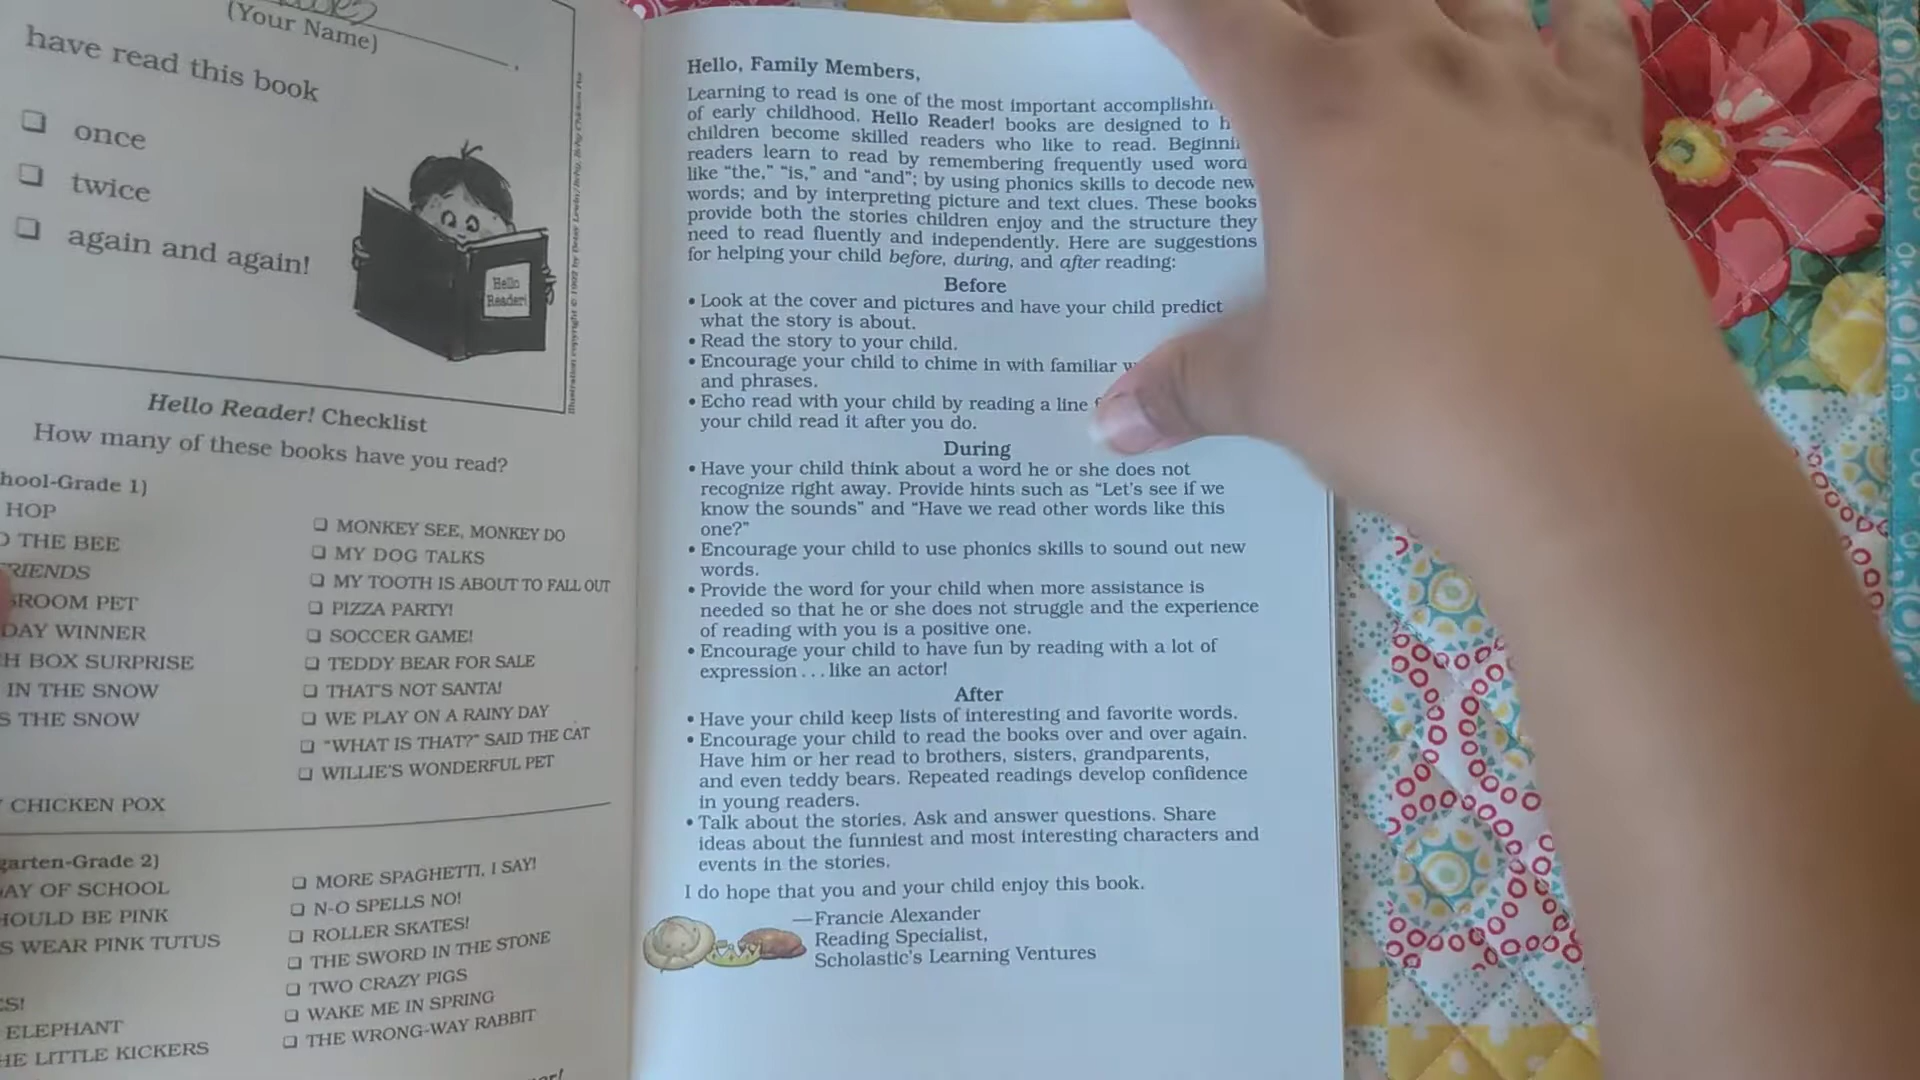 (Your Name)
have read this book
once
twice
again and again!
Hello
Reader!
Illustration copyright © 1992 by Betsy Lewin/Itchy, Itchy Chicken Pox
Hello Reader! Checklist
How many of these books have you read?
hool-Grade 1)
HOP
THE BEE
RIENDS
ROOM PET
DAY WINNER
H BOX SURPRISE
IN THE SNOW
S THE SNOW
CHICKEN POX
MONKEY SEE, MONKEY DO
MY DOG TALKS
MY TOOTH IS ABOUT TO FALL OUT
PIZZA PARTY!
SOCCER GAME!
TEDDY BEAR FOR SALE
THAT'S NOT SANTA!
WE PLAY ON A RAINY DAY
"WHAT IS THAT?" SAID THE CAT
WILLIE'S WONDERFUL PET
garten-Grade 2)
AY OF SCHOOL
HOULD BE PINK
S WEAR PINK TUTUS
ES!
ELEPHANT
HE LITTLE KICKERS
MORE SPAGHETTI, I SAY!
N-O SPELLS NO!
ROLLER SKATES!
THE SWORD IN THE STONE
TWO CRAZY PIGS
WAKE ME IN SPRING
THE WRONG-WAY RABBIT
Hello, Family Members,
Learning to read is one of the most important accomplishm
of early childhood. Hello Reader! books are designed to h
children become skilled readers who like to read. Beginni
readers learn to read by remembering frequently used word
like "the," "is," and "and"; by using phonics skills to decode new
words; and by interpreting picture and text clues. These books
provide both the stories children enjoy and the structure they
need to read fluently and independently. Here are suggestions
for helping your child before, during, and after reading:
Before
• Look at the cover and pictures and have your child predict
what the story is about.
• Read the story to your child.
• Encourage your child to chime in with familiar w
and phrases.
• Echo read with your child by reading a line f
your child read it after you do.
During
• Have your child think about a word he or she does not
recognize right away. Provide hints such as "Let's see if we
know the sounds" and "Have we read other words like this
one?"
• Encourage your child to use phonics skills to sound out new
words.
• Provide the word for your child when more assistance is
needed so that he or she does not struggle and the experience
of reading with you is a positive one.
• Encourage your child to have fun by reading with a lot of
expression . . . like an actor!
After
• Have your child keep lists of interesting and favorite words.
• Encourage your child to read the books over and over again.
Have him or her read to brothers, sisters, grandparents,
and even teddy bears. Repeated readings develop confidence
in young readers.
• Talk about the stories. Ask and answer questions. Share
ideas about the funniest and most interesting characters and
events in the stories.
I do hope that you and your child enjoy this book.
—Francie Alexander
Reading Specialist,
Scholastic's Learning Ventures